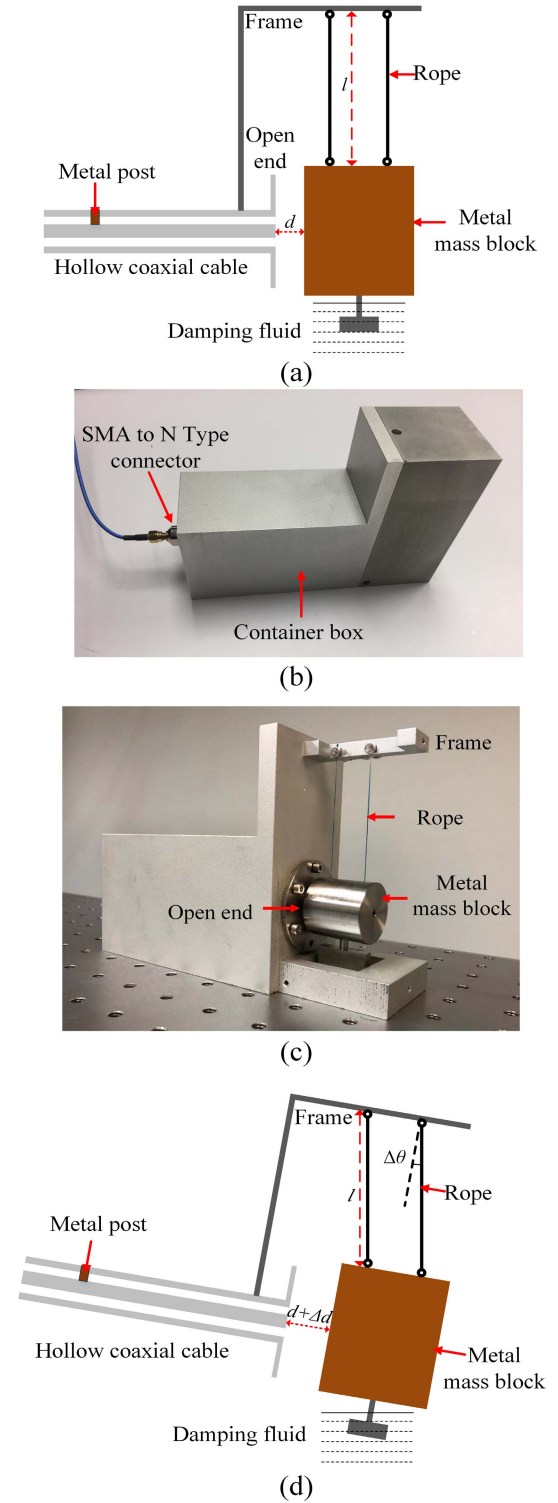 Frame
l
Rope
Open
end
Metal post
d
Metal
mass block
Hollow coaxial cable
Damping fluid
(a)
SMA to N Type
connector
Container box
(b)
Frame
Rope
Metal
mass block
Open end
(c)
Frame
Δθ
l
Rope
Metal post
d+Δd
Hollow coaxial cable
Metal
mass block
Damping fluid
(d)